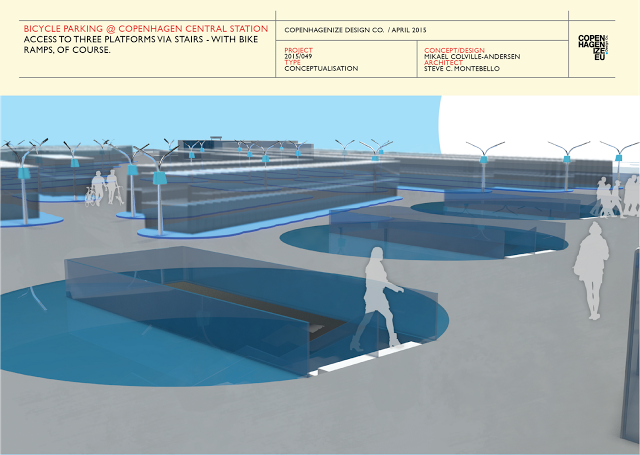 BICYCLE PARKING @ COPENHAGEN CENTRAL STATION
ACCESS TO THREE PLATFORMS VIA STAIRS - WITH BIKE
RAMPS, OF COURSE.
COPENHAGENIZE DESIGN CO. / APRIL 2015
PROJECT
2015/049
TYPE
CONCEPTUALISATION
CONCEPT/DESIGN
MIKAEL COLVILLE-ANDERSEN
ARCHITECT
STEVE C. MONTEBELLO
COPEN
HAGEN
IZE
EU